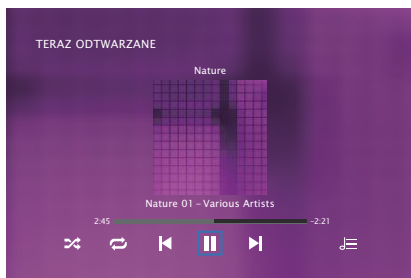 TERAZ ODTWARZANE
Nature
Nature 01 – Various Artists
2:45
–2:21